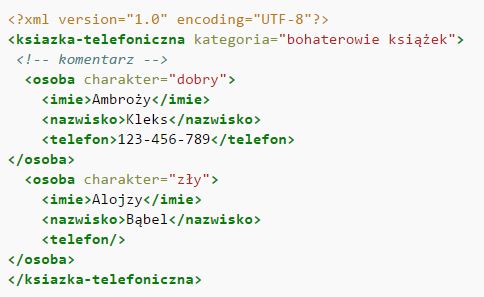 <?xml version="1.0" encoding="UTF-8"?>
<ksiazka-telefoniczna kategoria="bohaterowie książek">
<!-- komentarz -->
<osoba charakter="dobry">
<imie>Ambroży</imie>
<nazwisko>Kleks</nazwisko>
<telefon>123-456-789</telefon>
</osoba>
<osoba charakter="zły">
<imie>Alojzy</imie>
<nazwisko>Bąbel</nazwisko>
<telefon/>
</osoba>
</ksiazka-telefoniczna>